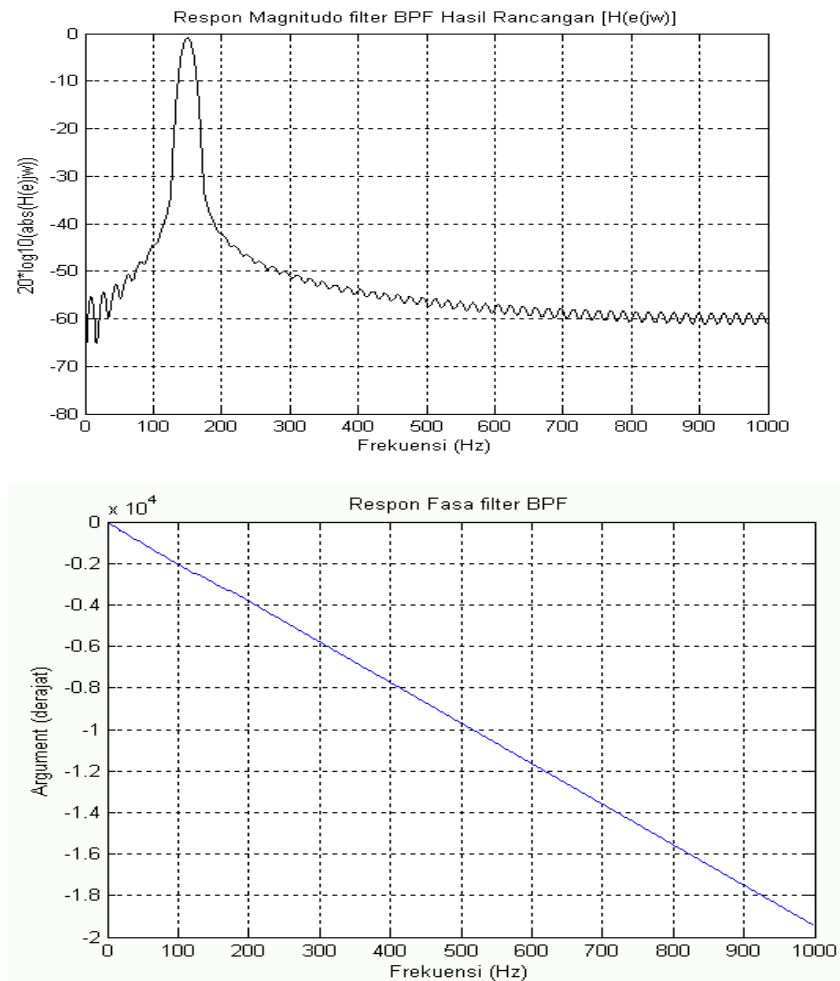 Respon Magnitudo filter BPF Hasil Rancangan [H(e(jw)]
20*log10(abs(H(e)jw))
0
-10
-20
-30
-40
-50
-60
-70
-80
0 100 200 300 400 500 600 700 800 900 1000
Frekuensi (Hz)
Respon Fasa filter BPF
x 10^4
Argument (derajat)
0
-0.2
-0.4
-0.6
-0.8
-1
-1.2
-1.4
-1.6
-1.8
-2
0 100 200 300 400 500 600 700 800 900 1000
Frekuensi (Hz)